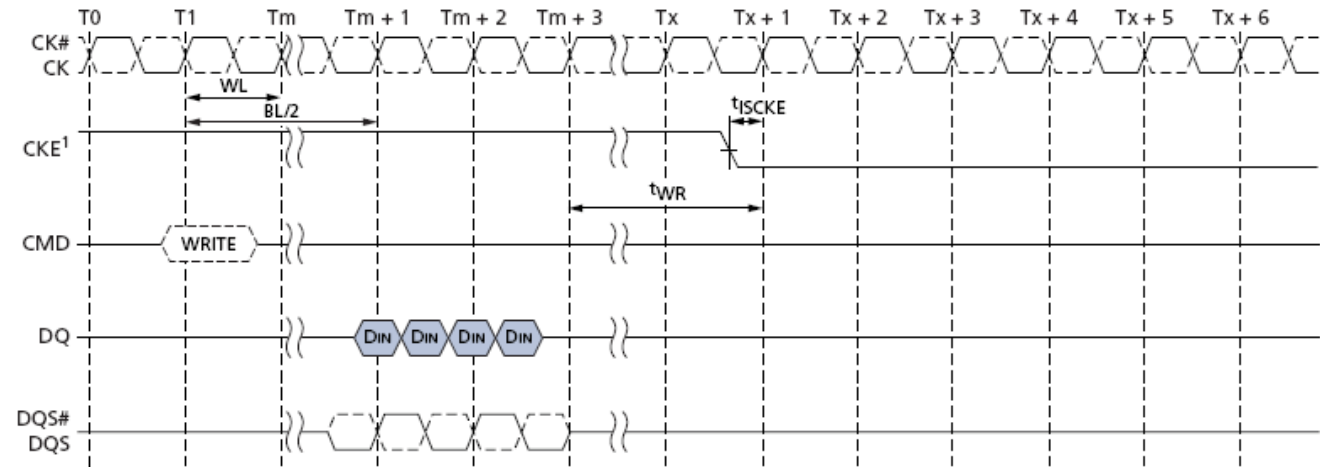 T0 T1 Tm Tm + 1 Tm + 2 Tm + 3 Tx Tx + 1 Tx + 2 Tx + 3 Tx + 4 Tx + 5 Tx + 6
CK#
CK
WL
BL/2
tISCKE
CKE1
tWR
CMD WRITE
DQ DIN DIN DIN DIN
DQS#
DQS